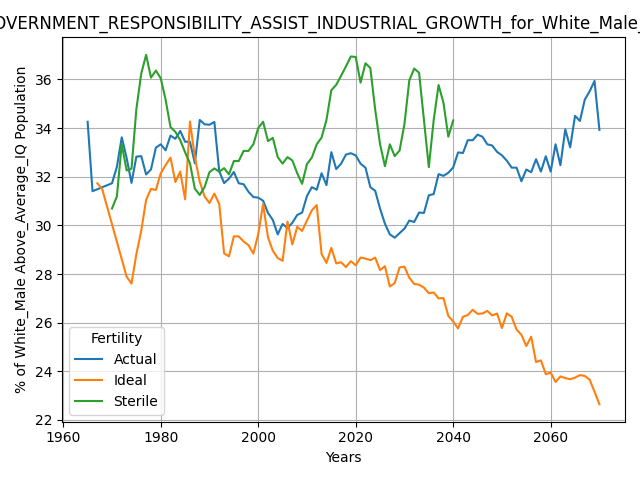 OVERNMENT_RESPONSIBILITY_ASSIST_INDUSTRIAL_GROWTH_for_White_Male_
% of White_Male Above_Average_IQ Population
36
34
32
30
28
26
24
22
Fertility
Actual
Ideal
Sterile
1960 1980 2000 2020 2040 2060
Years